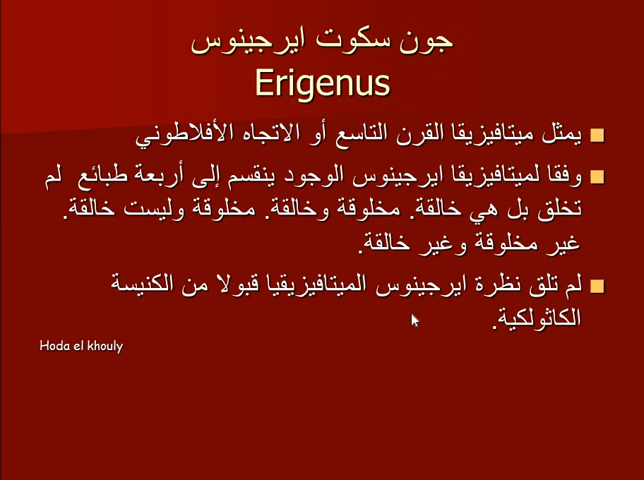 جون سكوت ايرجينوس
Erigenus
يمثل ميتافيزيقا القرن التاسع أو الاتجاه الأفلاطوني
وفقا لميتافيزيقا ايرجينوس الوجود ينقسم إلى أربعة طبائع لم
تخلق بل هي خالقة. مخلوقة وخالقة. مخلوقة وليست خالقة.
غير مخلوقة وغير خالقة.
لم تلق نظرة ايرجينوس الميتافيزيقيا قبولا من الكنيسة
الكاثولكية.
Hoda el khouly